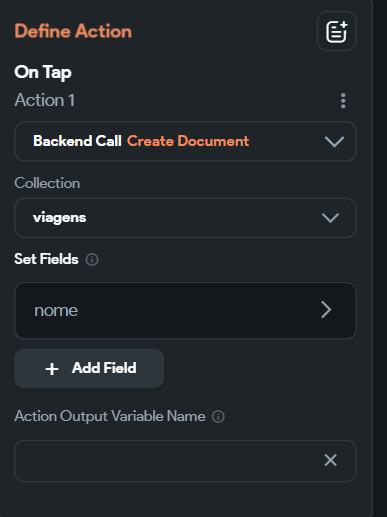 Define Action
On Tap
Action 1
Backend Call Create Document
Collection
viagens
Set Fields
nome
+ Add Field
Action Output Variable Name